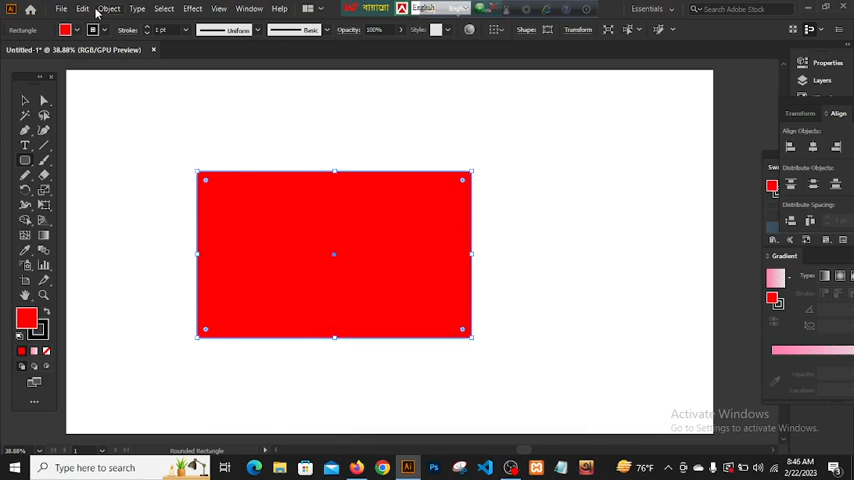 File Edit Object Type Select Effect View Window Help বায়ান্নো English Essentials Search Adobe Stock
Rectangle Stroke: 1 pt Uniform Basic Opacity: 100% Style: Shape: Transform
Untitled-1* @ 38.88% (RGB/GPU Preview) ×
Properties
Layers
Transform Align
Align Objects:
Distribute Objects:
Distribute Spacing:
Gradient
Type:
Opacity:
Location:
Activate Windows
Go to Settings to activate Windows.
38.88% 1 Rounded Rectangle
Type here to search 76°F 8:46 AM
2/22/2023